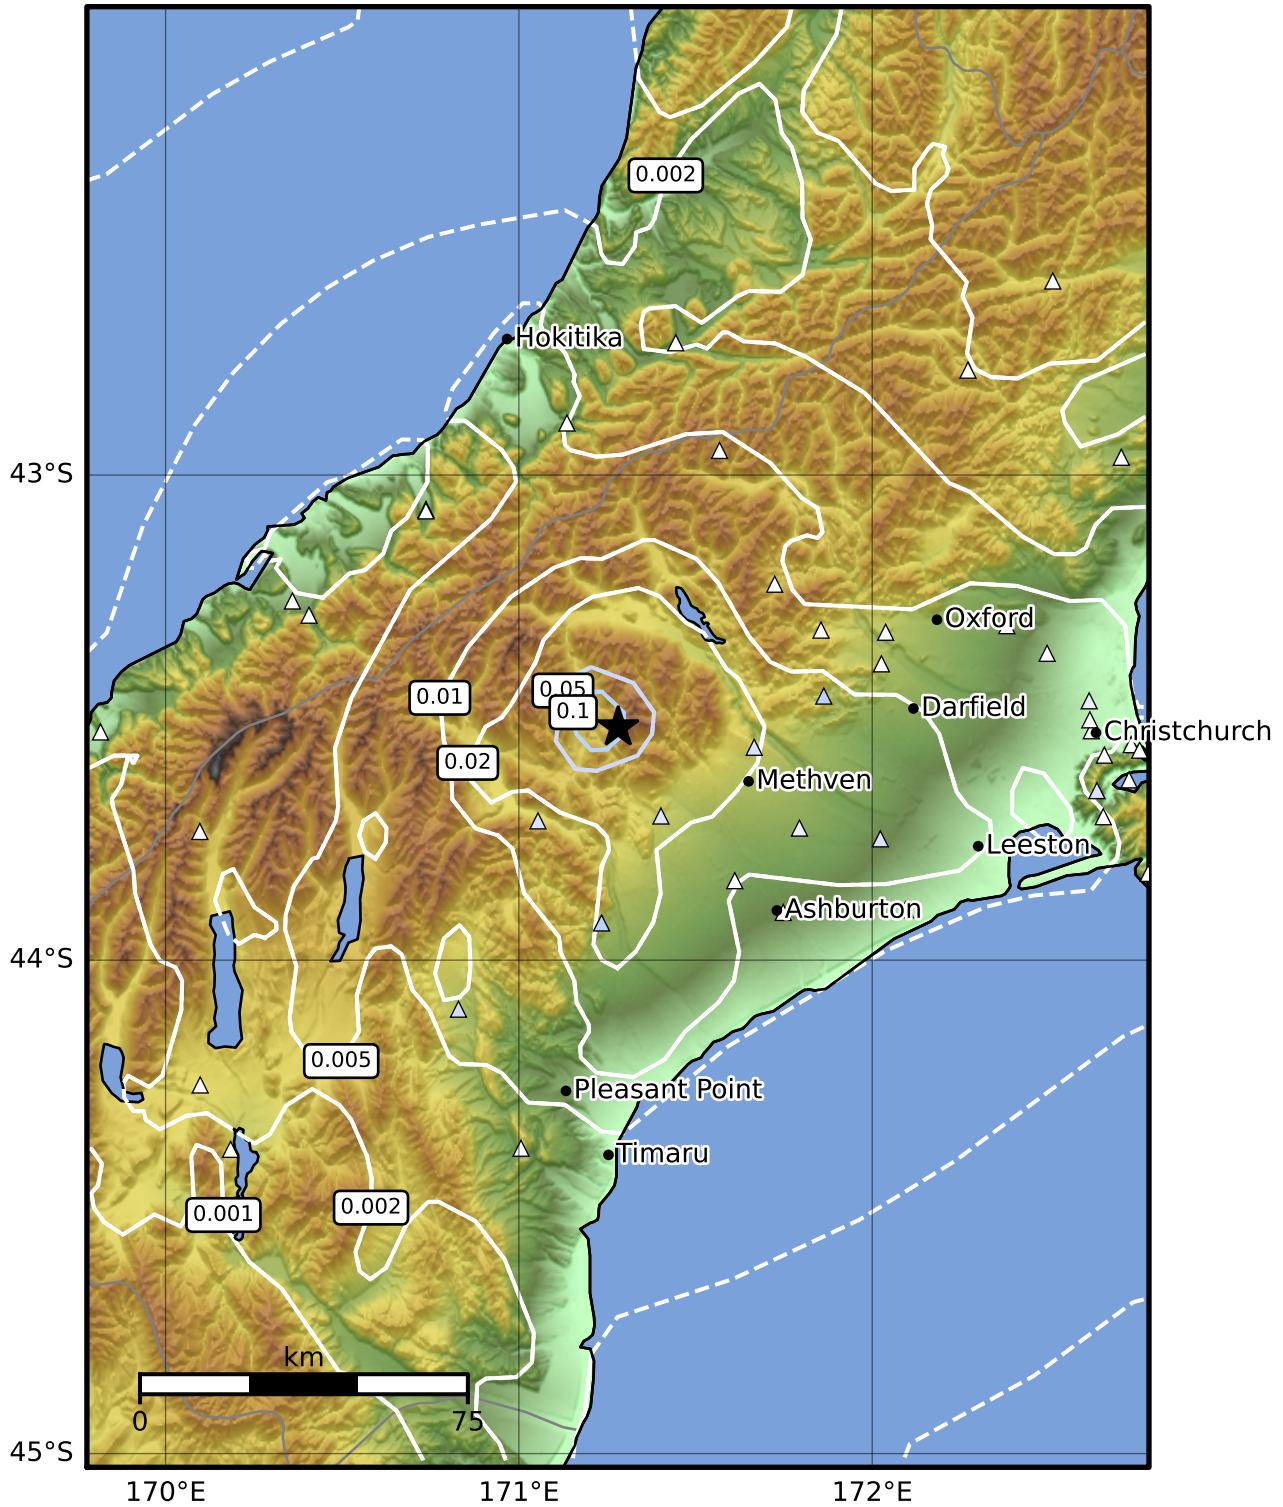 0.002
Hokitika
43°S
Oxford
0.05
0.01
0.1
Darfield
Christchurch
0.02
Methven
Leeston
Ashburton
44°S
0.005
Pleasant Point
Timaru
0.002
0.001
km
0
75
45°S
170°E
171°E
172°E